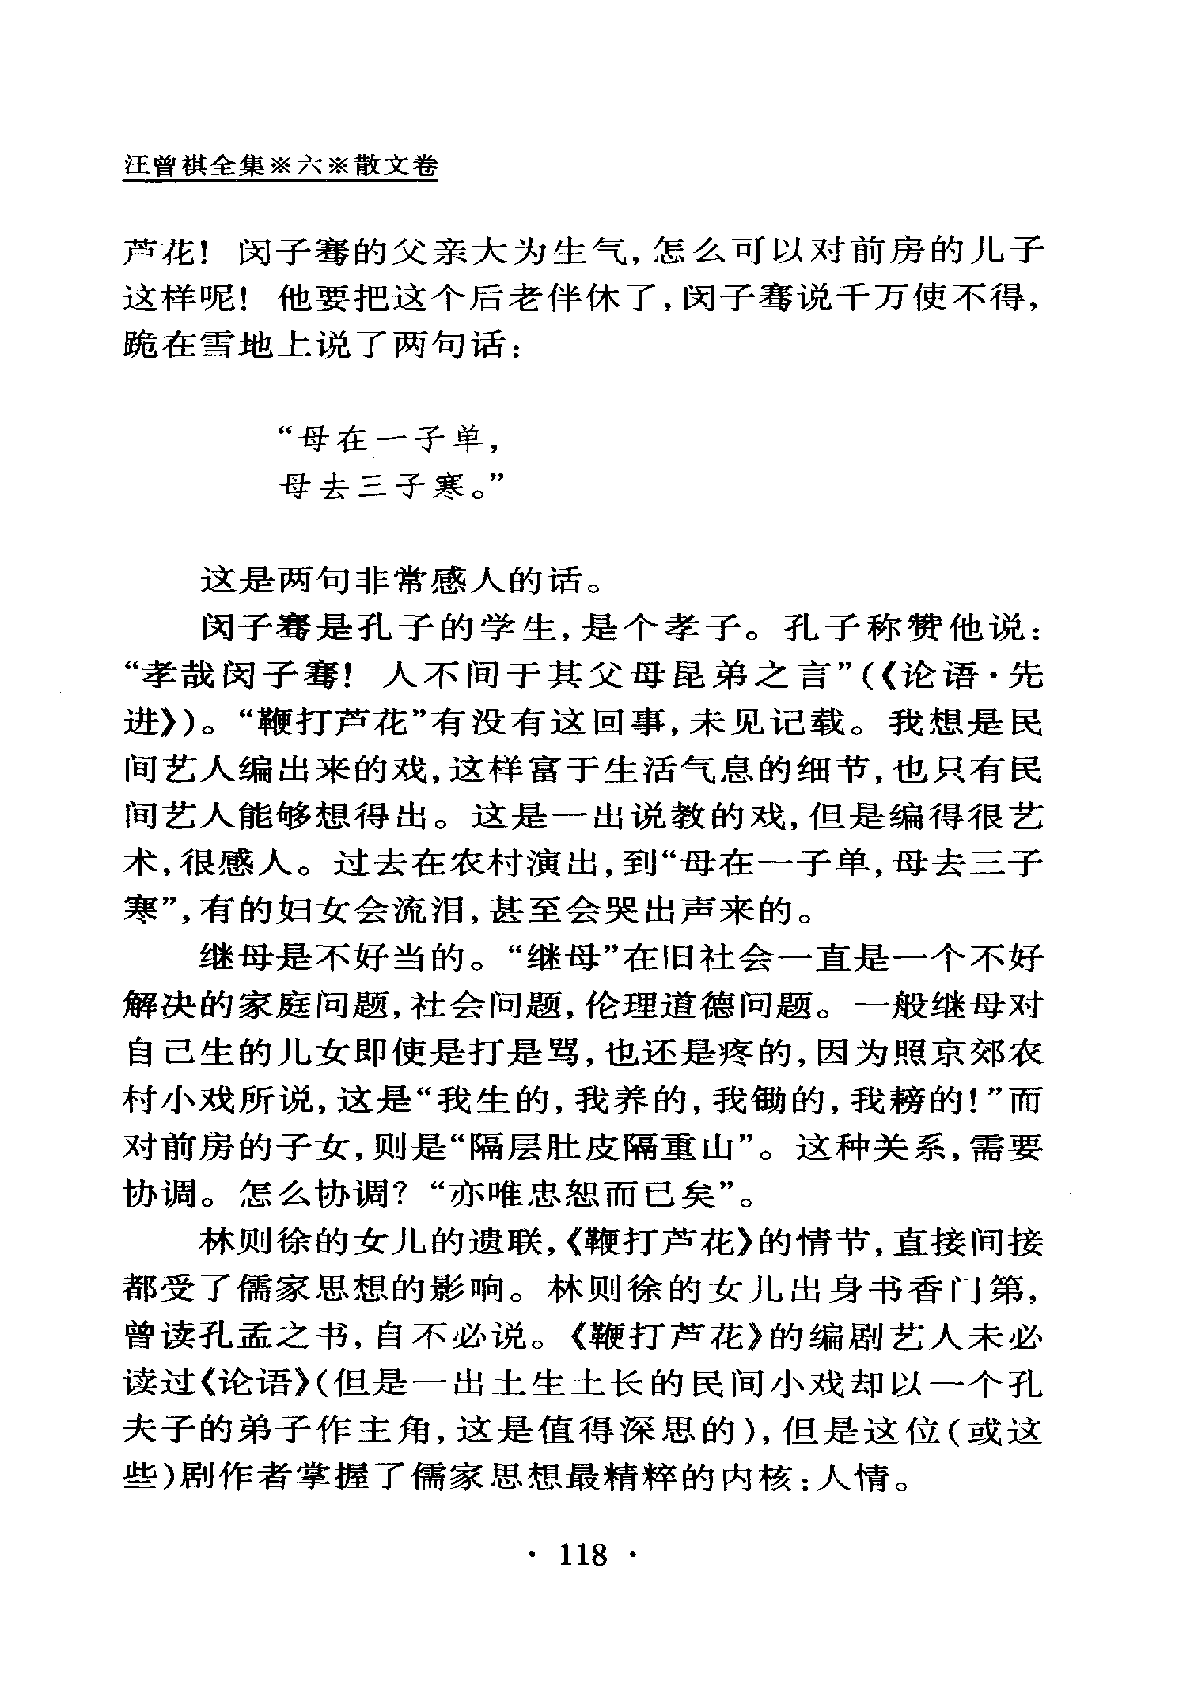 汪曾祺全集※六※散文卷
芦花！闵子骞的父亲大为生气，怎么可以对前房的儿子
这样呢！他要把这个后老伴休了，闵子骞说千万使不得，
跪在雪地上说了两句话：
“母在一子单，
母去三子寒。”
这是两句非常感人的话。
闵子骞是孔子的学生，是个孝子。孔子称赞他说：
“孝哉闵子骞！人不间于其父母昆弟之言”(《论语·先
进》)。“鞭打芦花”有没有这回事，未见记载。我想是民
间艺人编出来的戏，这样富于生活气息的细节，也只有民
间艺人能够想得出。这是一出说教的戏，但是编得很艺
术，很感人。过去在农村演出，到“母在一子单，母去三子
寒”，有的妇女会流泪，甚至会哭出声来的。
继母是不好当的。“继母”在旧社会一直是一个不好
解决的家庭问题，社会问题，伦理道德问题。一般继母对
自己生的儿女即使是打是骂，也还是疼的，因为照京郊农
村小戏所说，这是“我生的，我养的，我锄的，我耪的！”而
对前房的子女，则是“隔层肚皮隔重山”。这种关系，需要
协调。怎么协调？“亦唯忠恕而已矣”。
林则徐的女儿的遗联，《鞭打芦花》的情节，直接间接
都受了儒家思想的影响。林则徐的女儿出身书香门第，
曾读孔孟之书，自不必说。《鞭打芦花》的编剧艺人未必
读过《论语》(但是一出土生土长的民间小戏却以一个孔
夫子的弟子作主角，这是值得深思的)，但是这位(或这
些)剧作者掌握了儒家思想最精粹的内核：人情。
· 118 ·